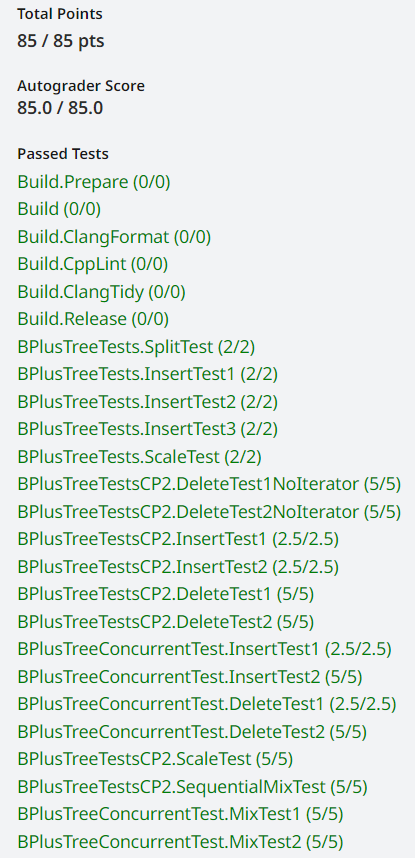 Total Points
85 / 85 pts
Autograder Score
85.0 / 85.0
Passed Tests
Build.Prepare (0/0)
Build (0/0)
Build.ClangFormat (0/0)
Build.CppLint (0/0)
Build.ClangTidy (0/0)
Build.Release (0/0)
BPlusTreeTests.SplitTest (2/2)
BPlusTreeTests.InsertTest1 (2/2)
BPlusTreeTests.InsertTest2 (2/2)
BPlusTreeTests.InsertTest3 (2/2)
BPlusTreeTests.ScaleTest (2/2)
BPlusTreeTestsCP2.DeleteTest1NoIterator (5/5)
BPlusTreeTestsCP2.DeleteTest2NoIterator (5/5)
BPlusTreeTestsCP2.InsertTest1 (2.5/2.5)
BPlusTreeTestsCP2.InsertTest2 (2.5/2.5)
BPlusTreeTestsCP2.DeleteTest1 (5/5)
BPlusTreeTestsCP2.DeleteTest2 (5/5)
BPlusTreeConcurrentTest.InsertTest1 (2.5/2.5)
BPlusTreeConcurrentTest.InsertTest2 (5/5)
BPlusTreeConcurrentTest.DeleteTest1 (2.5/2.5)
BPlusTreeConcurrentTest.DeleteTest2 (5/5)
BPlusTreeTestsCP2.ScaleTest (5/5)
BPlusTreeTestsCP2.SequentialMixTest (5/5)
BPlusTreeConcurrentTest.MixTest1 (5/5)
BPlusTreeConcurrentTest.MixTest2 (5/5)